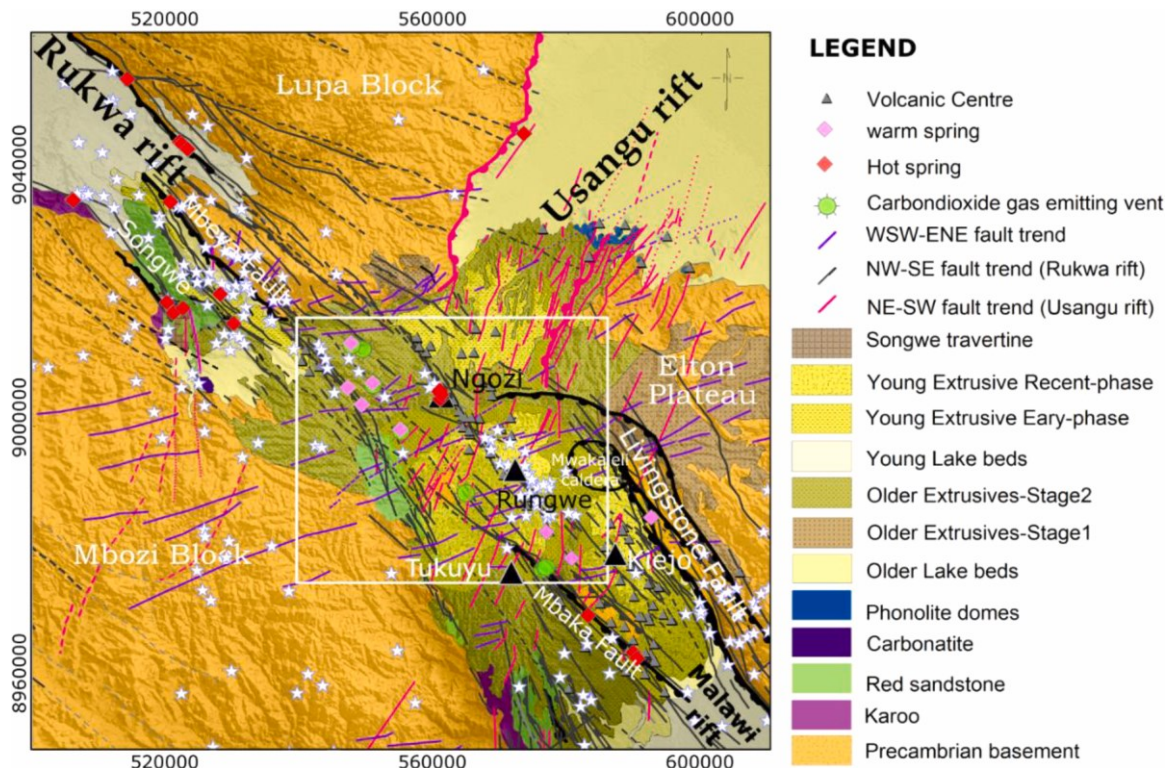 520000 560000 600000
9040000
9000000
8960000
Rukwa rift
Lupa Block
Usangu rift
N
Mbeya Fault
Songwe
Elton
Plateau
Ngozi
Livingstone Fault
Mwakaleli
Caldera
Rungwe
Mbozi Block
Tukuyu
Kiejo
Mbaka Fault
Malawi
rift
520000 560000 600000
LEGEND
Volcanic Centre
warm spring
Hot spring
Carbondioxide gas emitting vent
WSW-ENE fault trend
NW-SE fault trend (Rukwa rift)
NE-SW fault trend (Usangu rift)
Songwe travertine
Young Extrusive Recent-phase
Young Extrusive Eary-phase
Young Lake beds
Older Extrusives-Stage2
Older Extrusives-Stage1
Older Lake beds
Phonolite domes
Carbonatite
Red sandstone
Karoo
Precambrian basement